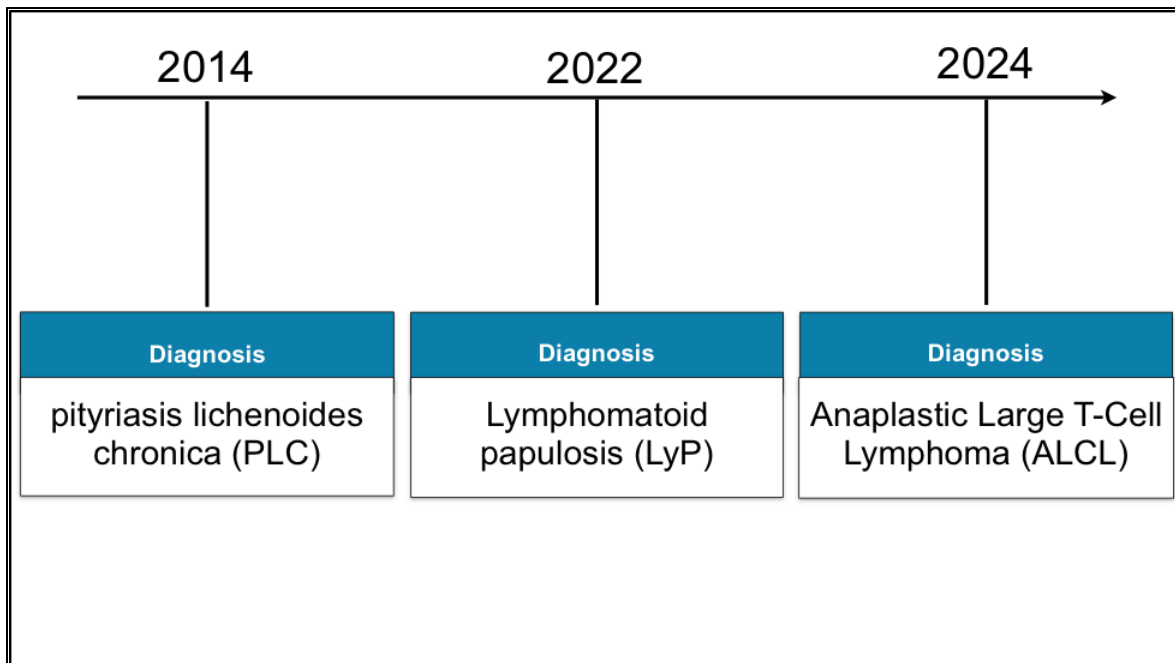 2014
2022
2024
Diagnosis
pityriasis lichenoides
chronica (PLC)
Diagnosis
Lymphomatoid
papulosis (LyP)
Diagnosis
Anaplastic Large T-Cell
Lymphoma (ALCL)